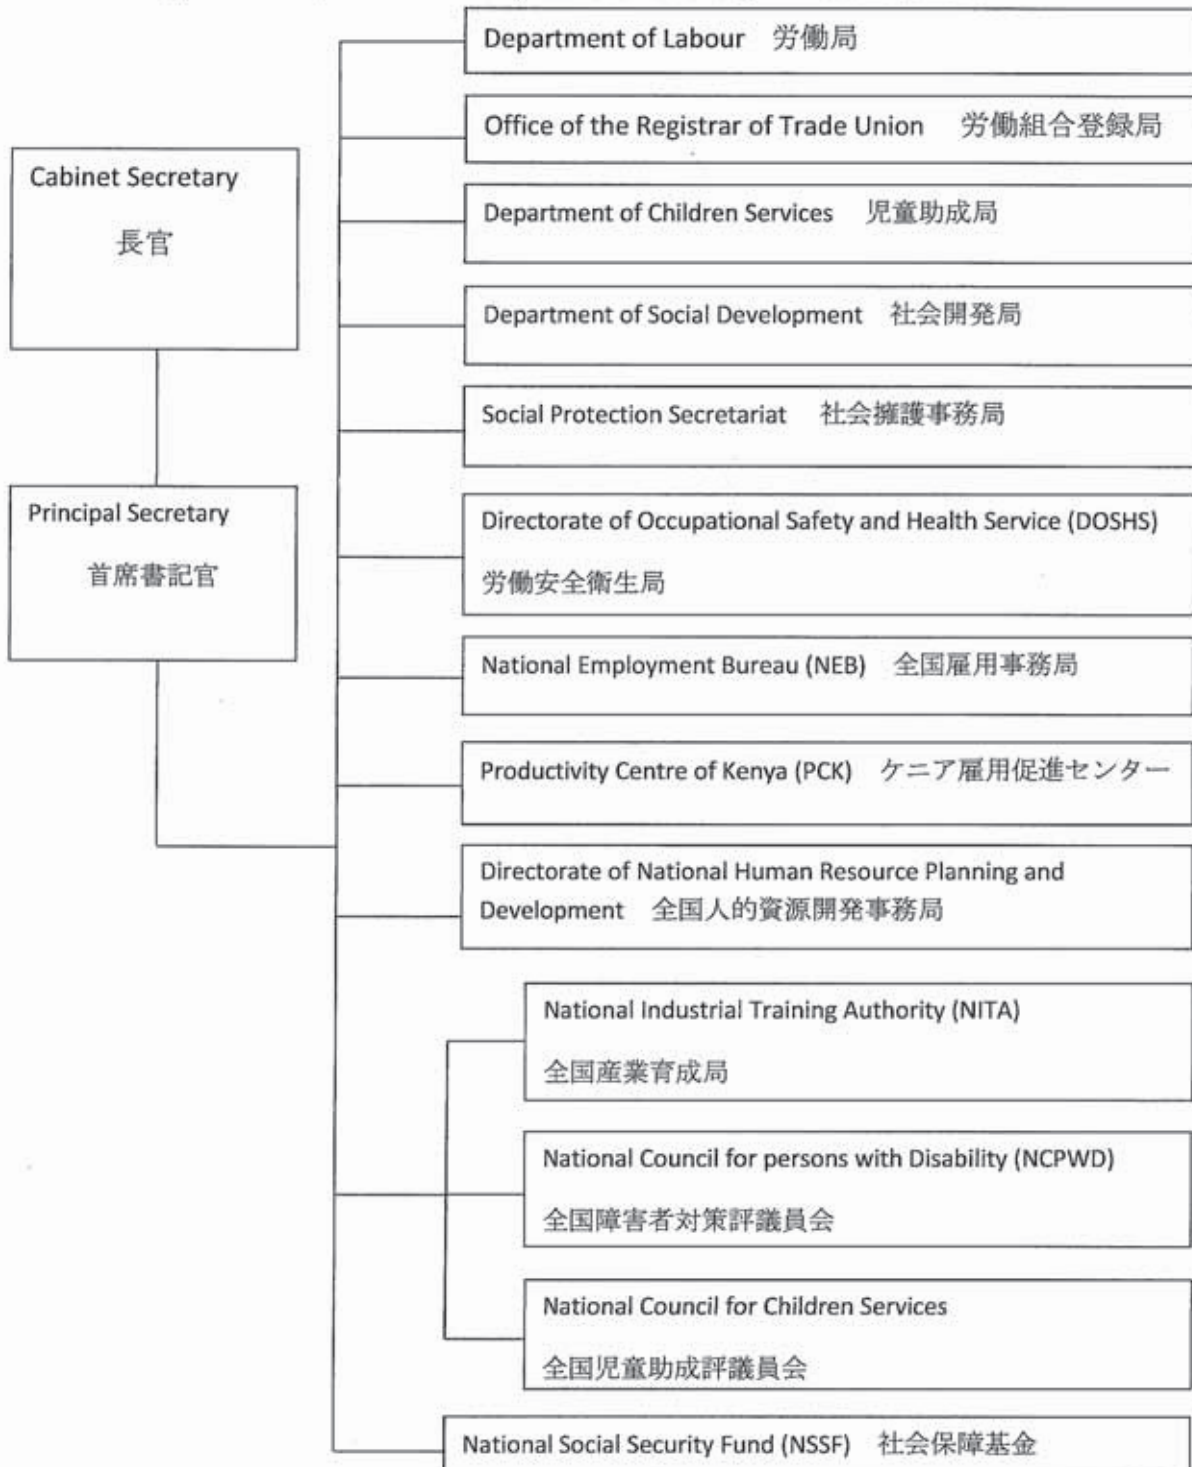 Department of Labour 労働局
Office of the Registrar of Trade Union 労働組合登録局
Cabinet Secretary
長官
Department of Children Services 児童助成局
Department of Social Development 社会開発局
Social Protection Secretariat 社会擁護事務局
Principal Secretary
首席書記官
Directorate of Occupational Safety and Health Service (DOSHS)
労働安全衛生局
National Employment Bureau (NEB) 全国雇用事務局
Productivity Centre of Kenya (PCK) ケニア雇用促進センター
Directorate of National Human Resource Planning and
Development 全国人的資源開発事務局
National Industrial Training Authority (NITA)
全国産業育成局
National Council for persons with Disability (NCPWD)
全国障害者対策評議員会
National Council for Children Services
全国児童助成評議員会
National Social Security Fund (NSSF) 社会保障基金